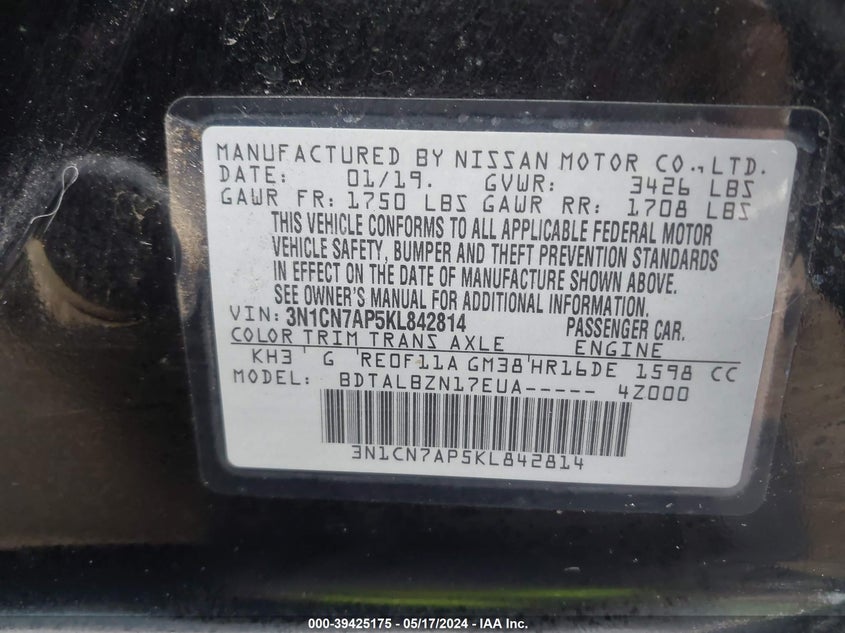 MANUFACTURED BY NISSAN MOTOR CO.,LTD.
DATE: 01/19. GVWR: 3426 LBS
GAWR FR: 1750 LBS GAWR RR: 1708 LBS
THIS VEHICLE CONFORMS TO ALL APPLICABLE FEDERAL MOTOR
VEHICLE SAFETY, BUMPER AND THEFT PREVENTION STANDARDS
IN EFFECT ON THE DATE OF MANUFACTURE SHOWN ABOVE.
SEE OWNER'S MANUAL FOR ADDITIONAL INFORMATION.
VIN: 3N1CN7AP5KL842814 PASSENGER CAR.
COLOR TRIM TRANS AXLE ENGINE
KH3 G RE0F11A GM38 HR16DE 1598 CC
MODEL: BDTALBZN17EUA----- 4Z000
3N1CN7AP5KL842814
000-39425175 - 05/17/2024 - IAA Inc.